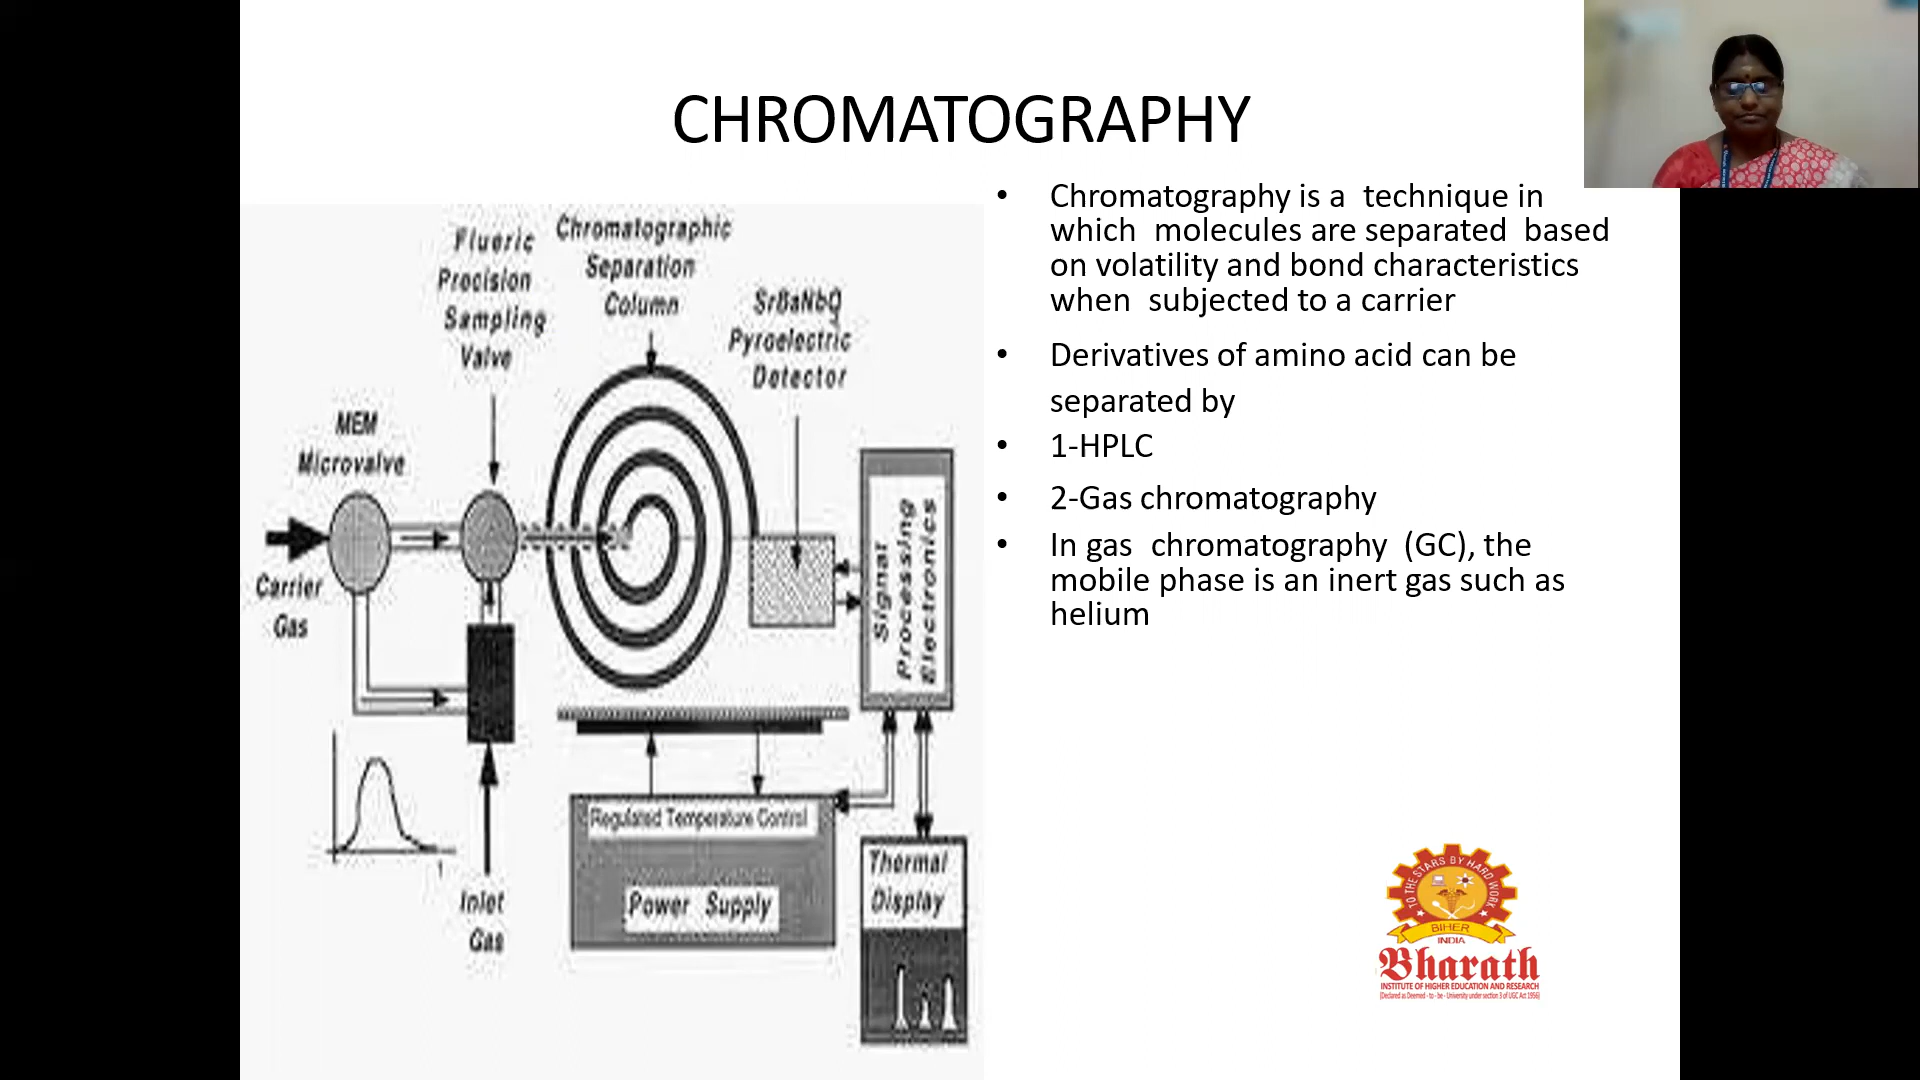 CHROMATOGRAPHY
Flueric
Precision
Sampling
Valve
Chromatographic
Separation
Column
SrBaNbO3
Pyroelectric
Detector
MEM
Microvalve
Carrier
Gas
Signal
Processing
Electronics
Regulated Temperature Control
Power Supply
Thermal
Display
Inlet
Gas
t
• Chromatography is a technique in
which molecules are separated based
on volatility and bond characteristics
when subjected to a carrier
• Derivatives of amino acid can be
separated by
• 1-HPLC
• 2-Gas chromatography
• In gas chromatography (GC), the
mobile phase is an inert gas such as
helium
TO THE STARS BY HARD WORK
BIHER
INDIA
Bharath
INSTITUTE OF HIGHER EDUCATION AND RESEARCH
(Declared as Deemed - to - be - University under section 3 of UGC Act 1956)